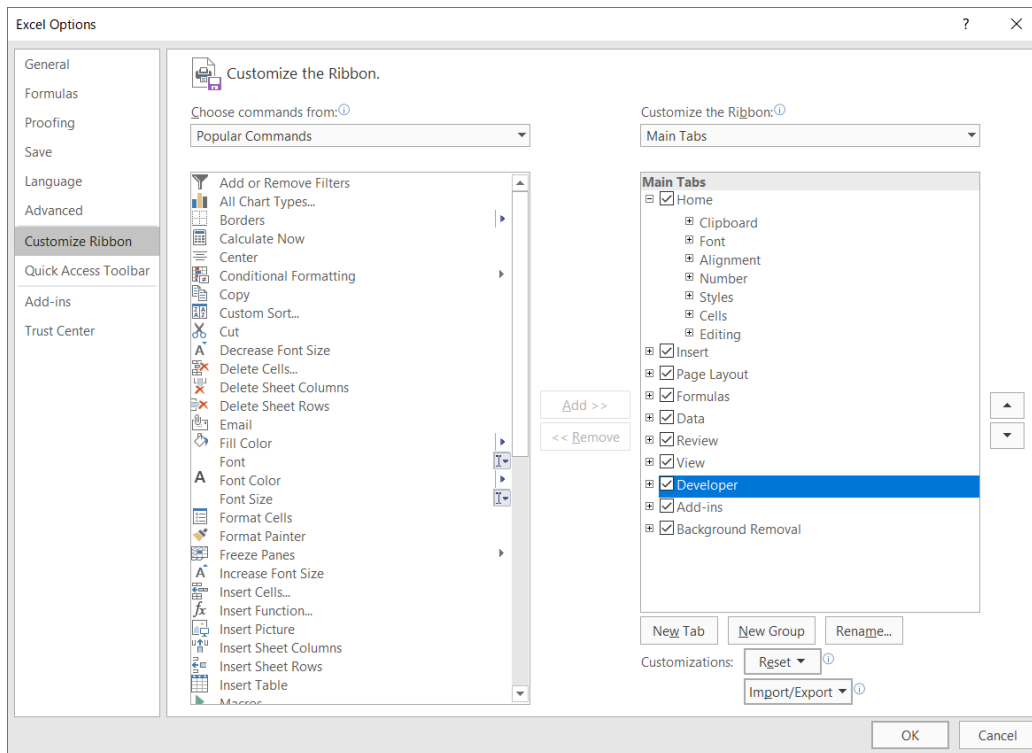 Excel Options
?
General
Formulas
Proofing
Save
Language
Advanced
Customize Ribbon
Quick Access Toolbar
Add-ins
Trust Center
Customize the Ribbon.
Choose commands from:
Popular Commands
Add or Remove Filters
All Chart Types...
Borders
Calculate Now
Center
Conditional Formatting
Copy
Custom Sort...
Cut
Decrease Font Size
Delete Cells...
Delete Sheet Columns
Delete Sheet Rows
Email
Fill Color
Font
Font Color
Font Size
Format Cells
Format Painter
Freeze Panes
Increase Font Size
Insert Cells...
Insert Function...
Insert Picture
Insert Sheet Columns
Insert Sheet Rows
Insert Table
Macros
Add >>
<< Remove
Customize the Ribbon:
Main Tabs
Main Tabs
Home
Clipboard
Font
Alignment
Number
Styles
Cells
Editing
Insert
Page Layout
Formulas
Data
Review
View
Developer
Add-ins
Background Removal
New Tab New Group Rename...
Customizations: Reset
Import/Export
OK Cancel